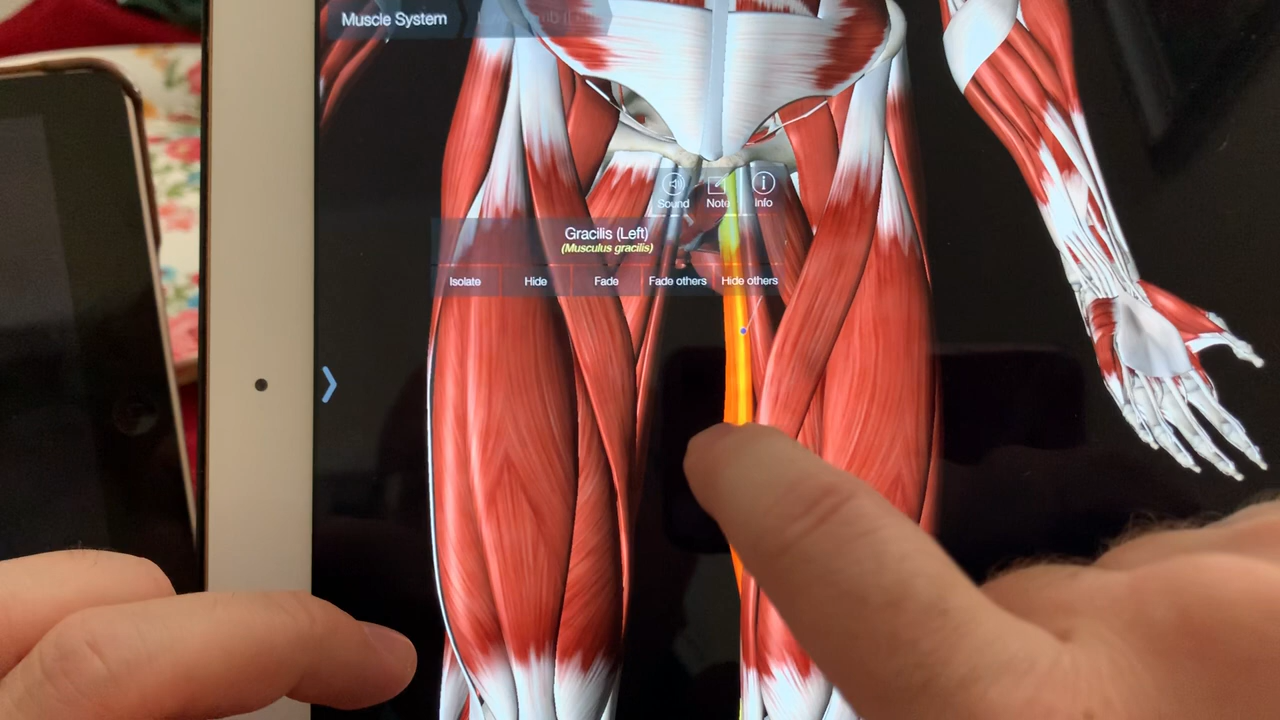 Muscle System
Sound Note Info
Gracilis (Left)
(Musculus gracilis)
Isolate Hide Fade Fade others Hide others